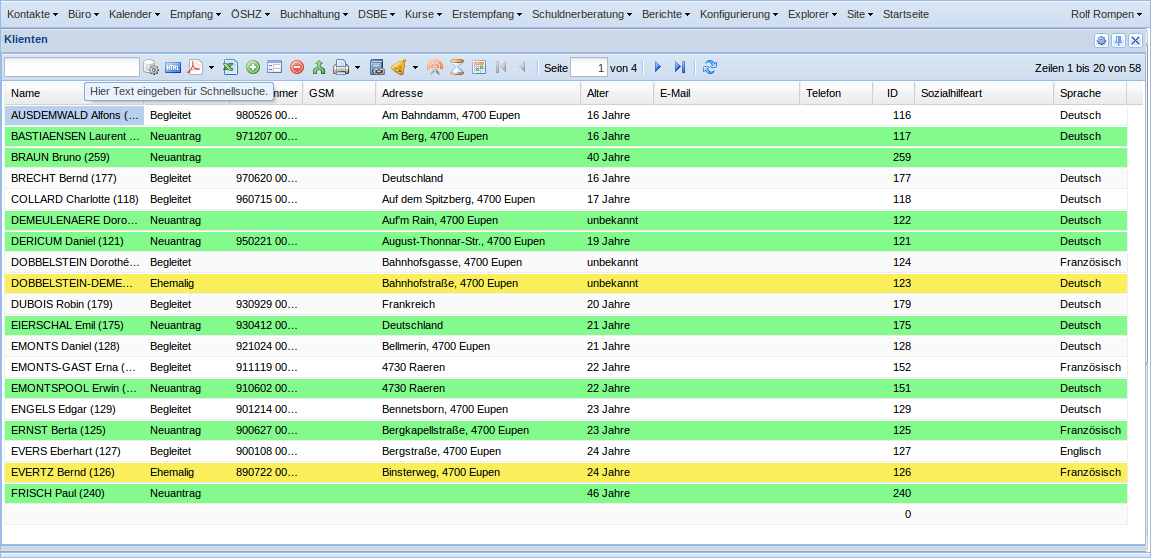 Kontakte Büro Kalender Empfang ÖSHZ Buchhaltung DSBE Kurse Erstempfang Schuldnerberatung Berichte Konfigurierung Explorer Site Startseite Rolf Rompen
Klienten
HTML Seite 1 von 4 Zeilen 1 bis 20 von 58
Hier Text eingeben für Schnellsuche.
Name mmer GSM Adresse Alter E-Mail Telefon ID Sozialhilfeart Sprache
AUSDEMWALD Alfons (... Begleitet 980526 00... Am Bahndamm, 4700 Eupen 16 Jahre 116 Deutsch
BASTIAENSEN Laurent ... Neuantrag 971207 00... Am Berg, 4700 Eupen 16 Jahre 117 Deutsch
BRAUN Bruno (259) Neuantrag 40 Jahre 259
BRECHT Bernd (177) Begleitet 970620 00... Deutschland 16 Jahre 177 Deutsch
COLLARD Charlotte (118) Begleitet 960715 00... Auf dem Spitzberg, 4700 Eupen 17 Jahre 118 Deutsch
DEMEULENAERE Doro... Neuantrag Auf'm Rain, 4700 Eupen unbekannt 122 Deutsch
DERICUM Daniel (121) Neuantrag 950221 00... August-Thonnar-Str., 4700 Eupen 19 Jahre 121 Deutsch
DOBBELSTEIN Dorothé... Begleitet Bahnhofsgasse, 4700 Eupen unbekannt 124 Französisch
DOBBELSTEIN-DEME... Ehemalig Bahnhofstraße, 4700 Eupen unbekannt 123 Deutsch
DUBOIS Robin (179) Begleitet 930929 00... Frankreich 20 Jahre 179 Deutsch
EIERSCHAL Emil (175) Neuantrag 930412 00... Deutschland 21 Jahre 175 Deutsch
EMONTS Daniel (128) Begleitet 921024 00... Bellmerin, 4700 Eupen 21 Jahre 128 Deutsch
EMONTS-GAST Erna (... Begleitet 911119 00... 4730 Raeren 22 Jahre 152 Französisch
EMONTSPOOL Erwin (... Neuantrag 910602 00... 4730 Raeren 22 Jahre 151 Deutsch
ENGELS Edgar (129) Begleitet 901214 00... Bennetsborn, 4700 Eupen 23 Jahre 129 Deutsch
ERNST Berta (125) Neuantrag 900627 00... Bergkapellstraße, 4700 Eupen 23 Jahre 125 Französisch
EVERS Eberhart (127) Begleitet 900108 00... Bergstraße, 4700 Eupen 24 Jahre 127 Englisch
EVERTZ Bernd (126) Ehemalig 890722 00... Binsterweg, 4700 Eupen 24 Jahre 126 Französisch
FRISCH Paul (240) Neuantrag 46 Jahre 240
0